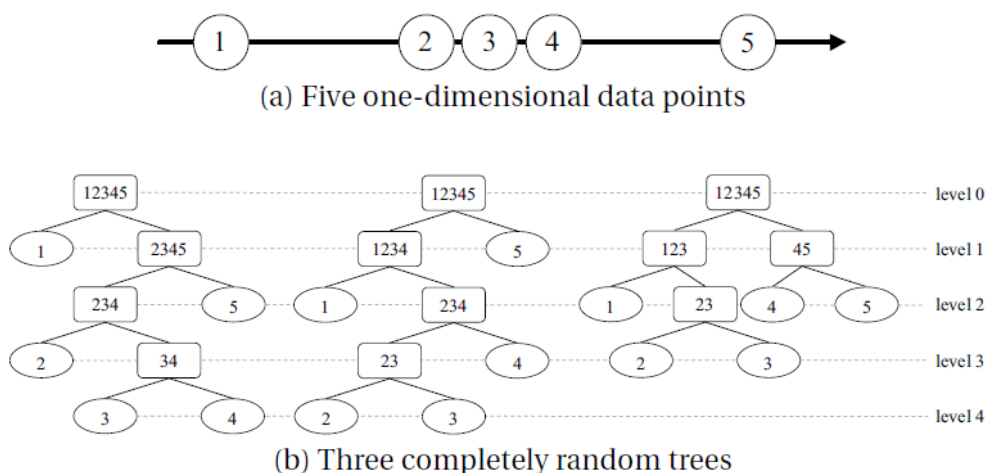 1 2 3 4 5
(a) Five one-dimensional data points
12345 12345 12345 level 0
1 2345 1234 5 123 45 level 1
234 5 1 234 1 23 4 5 level 2
2 34 23 4 2 3 level 3
3 4 2 3 level 4
(b) Three completely random trees